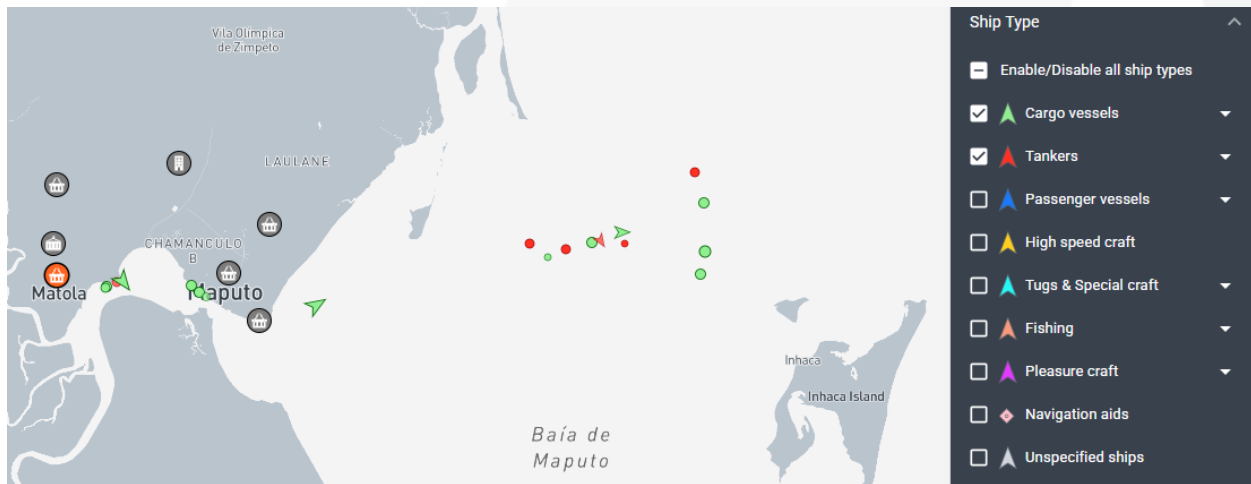 Vila Olímpica
de Zimpeto
LAULANE
CHAMANCULO
B
Matola
Maputo
Inhaca
Inhaca Island
Baía de
Maputo
Ship Type
Enable/Disable all ship types
Cargo vessels
Tankers
Passenger vessels
High speed craft
Tugs & Special craft
Fishing
Pleasure craft
Navigation aids
Unspecified ships